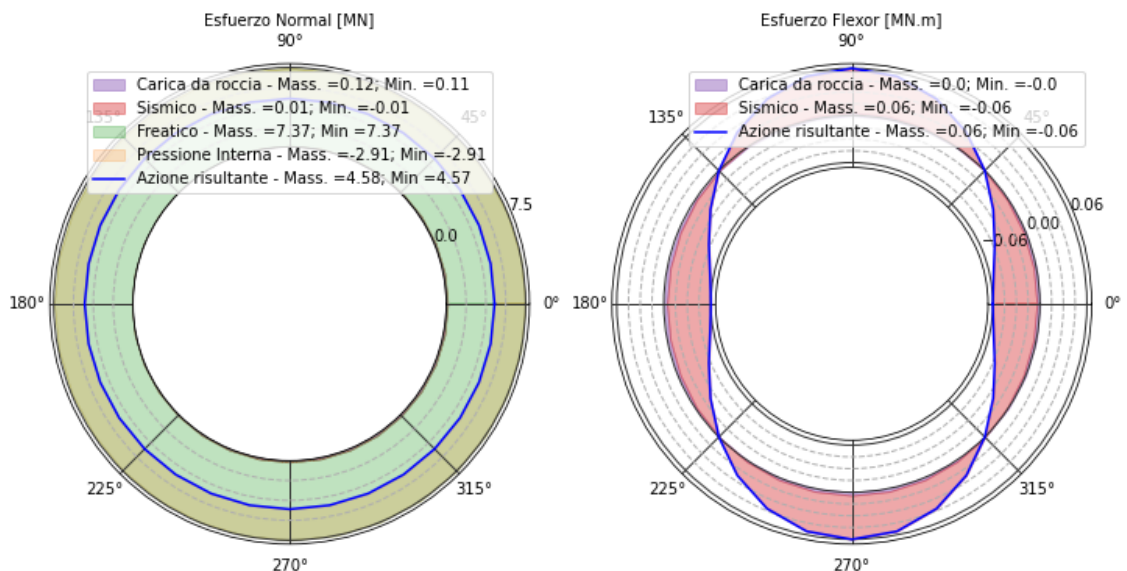 Esfuerzo Normal [MN]
90°
Carica da roccia - Mass. =0.12; Min. =0.11
Sismico - Mass. =0.01; Min. =-0.01
Freatico - Mass. =7.37; Min =7.37
Pressione Interna - Mass. =-2.91; Min =-2.91
Azione risultante - Mass. =4.58; Min =4.57
135°
45°
7.5
0.0
180°
0°
225°
315°
270°
Esfuerzo Flexor [MN.m]
90°
Carica da roccia - Mass. =0.0; Min. =-0.0
Sismico - Mass. =0.06; Min. =-0.06
Azione risultante - Mass. =0.06; Min =-0.06
135°
45°
0.06
0.00
−0.06
180°
0°
225°
315°
270°